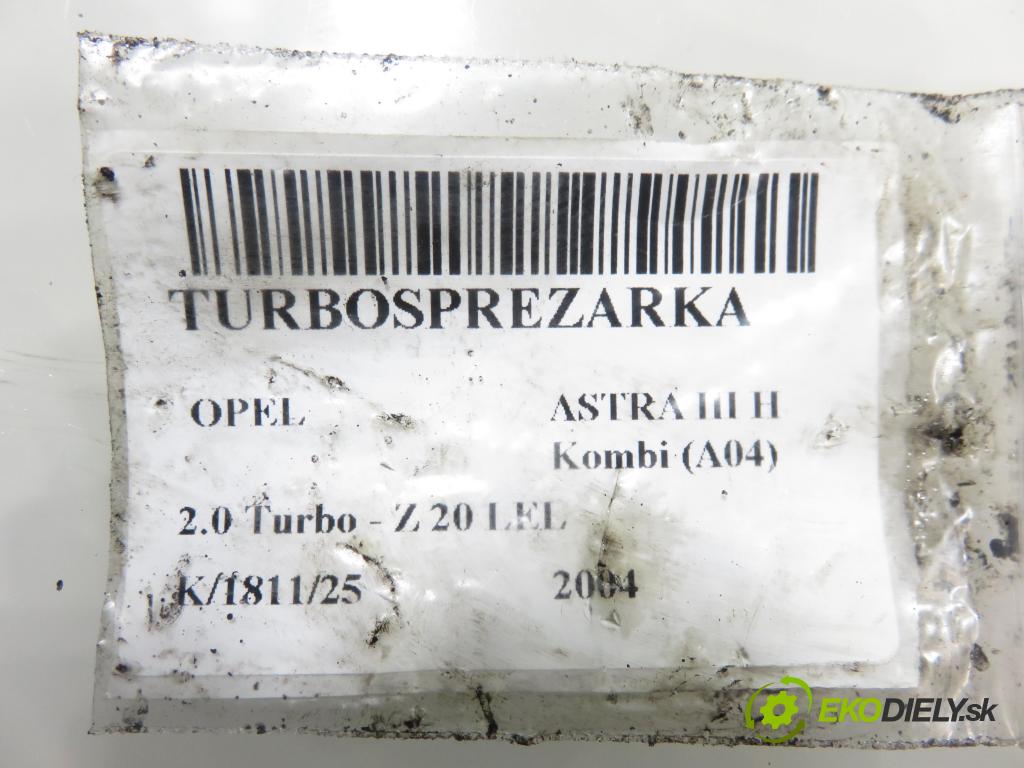 TURBOSPREZARKA
OPEL ASTRA III H
Kombi (A04)
2.0 Turbo - Z 20 LEL
K/1811/25 2004
EKODIELY.sk